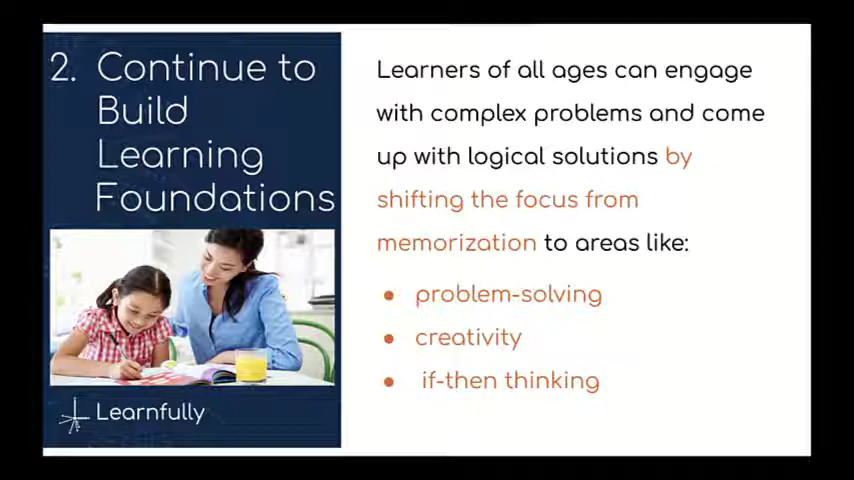 2. Continue to
Build
Learning
Foundations
Learnfully
Learners of all ages can engage
with complex problems and come
up with logical solutions by
shifting the focus from
memorization to areas like:
● problem-solving
● creativity
● if-then thinking